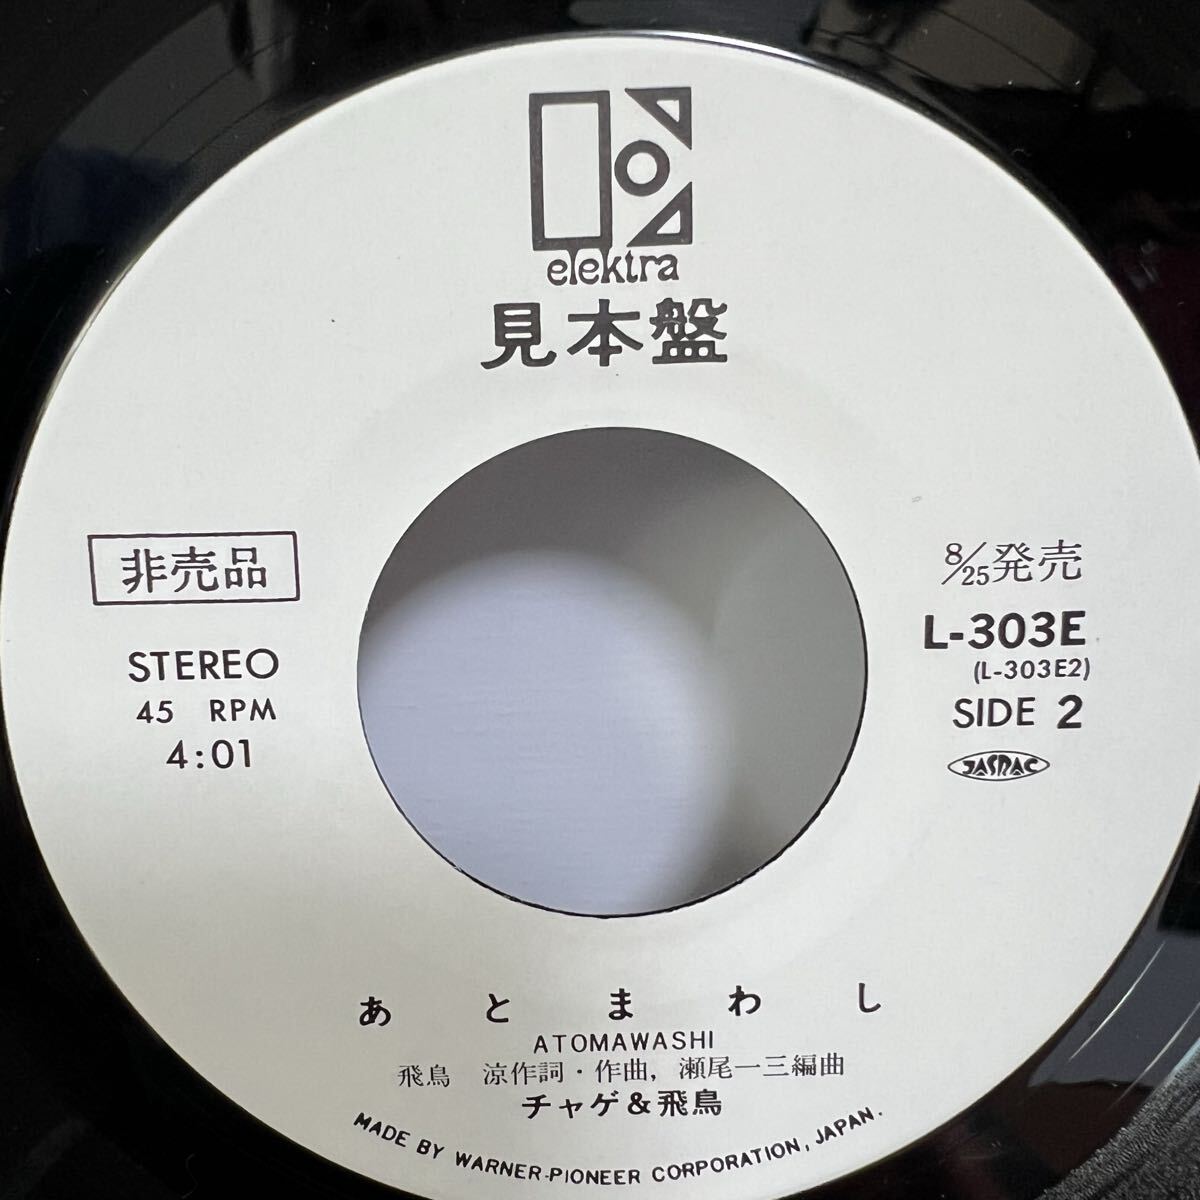 elektra
見本盤
非売品
STEREO
45 RPM
4:01
8/25発売
L-303E
(L-303E2)
SIDE 2
JASRAC
あとまわし
ATOMAWASHI
飛鳥 涼作詞・作曲, 瀬尾一三編曲
チャゲ&飛鳥
MADE BY WARNER-PIONEER CORPORATION, JAPAN.